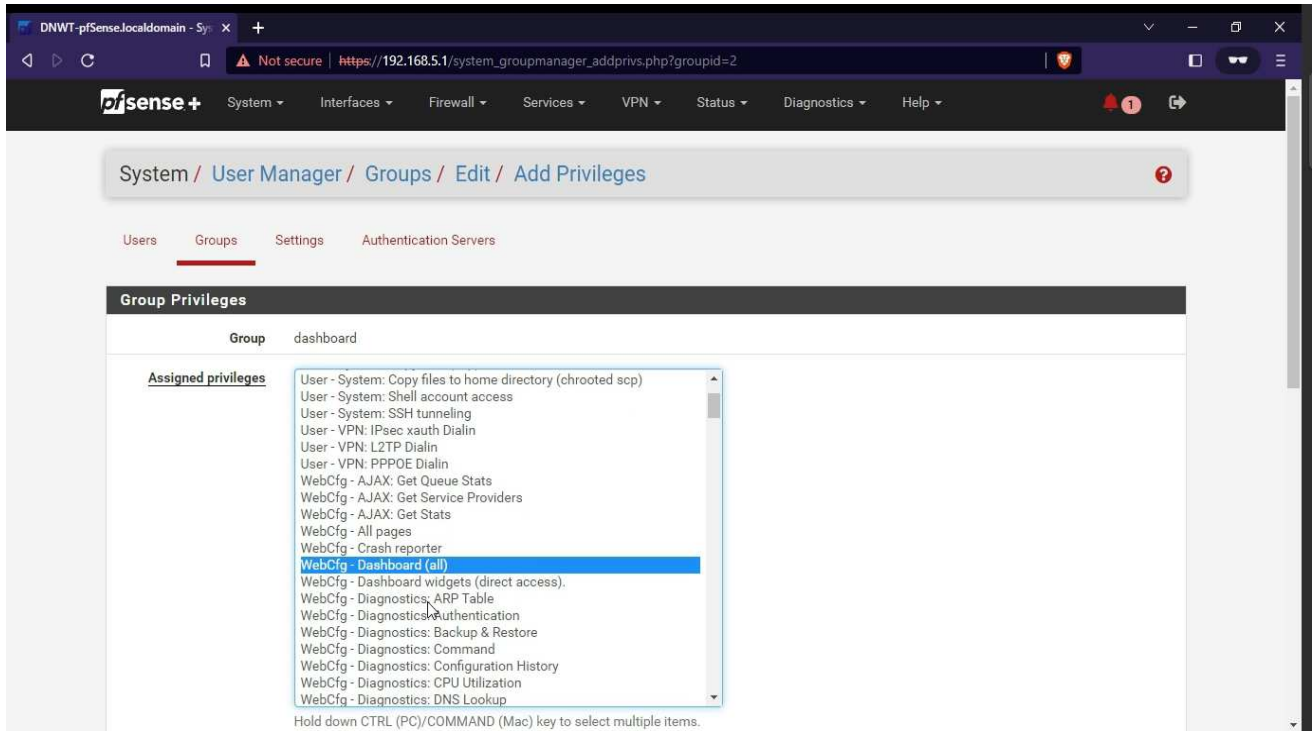 DNWT-pfSense.localdomain - Sys
Not secure | https://192.168.5.1/system_groupmanager_addprivs.php?groupid=2
pfsense + System Interfaces Firewall Services VPN Status Diagnostics Help 1
System / User Manager / Groups / Edit / Add Privileges
Users Groups Settings Authentication Servers
Group Privileges
Group dashboard
Assigned privileges
User - System: Copy files to home directory (chrooted scp)
User - System: Shell account access
User - System: SSH tunneling
User - VPN: IPsec xauth Dialin
User - VPN: L2TP Dialin
User - VPN: PPPOE Dialin
WebCfg - AJAX: Get Queue Stats
WebCfg - AJAX: Get Service Providers
WebCfg - AJAX: Get Stats
WebCfg - All pages
WebCfg - Crash reporter
WebCfg - Dashboard (all)
WebCfg - Dashboard widgets (direct access).
WebCfg - Diagnostics: ARP Table
WebCfg - Diagnostics: Authentication
WebCfg - Diagnostics: Backup & Restore
WebCfg - Diagnostics: Command
WebCfg - Diagnostics: Configuration History
WebCfg - Diagnostics: CPU Utilization
WebCfg - Diagnostics: DNS Lookup
Hold down CTRL (PC)/COMMAND (Mac) key to select multiple items.